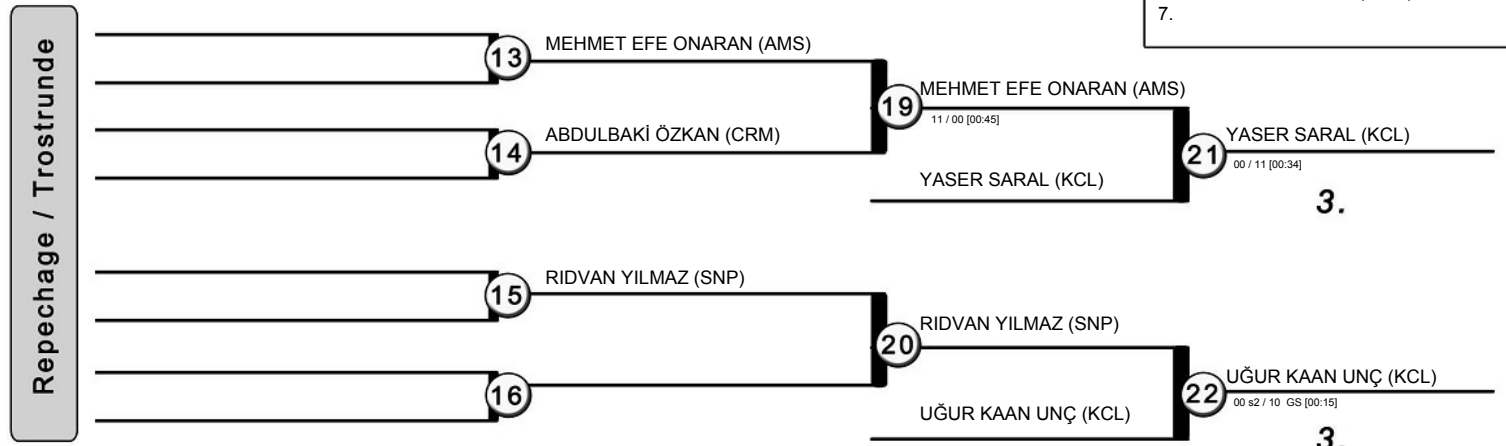 7.
Repechage / Trostrunde
13
MEHMET EFE ONARAN (AMS)
14
ABDULBAKİ ÖZKAN (CRM)
19
MEHMET EFE ONARAN (AMS)
11 / 00 [00:45]
YASER SARAL (KCL)
21
YASER SARAL (KCL)
00 / 11 [00:34]
3.
15
RIDVAN YILMAZ (SNP)
16
20
RIDVAN YILMAZ (SNP)
UĞUR KAAN UNÇ (KCL)
22
UĞUR KAAN UNÇ (KCL)
00 s2 / 10 GS [00:15]
3.